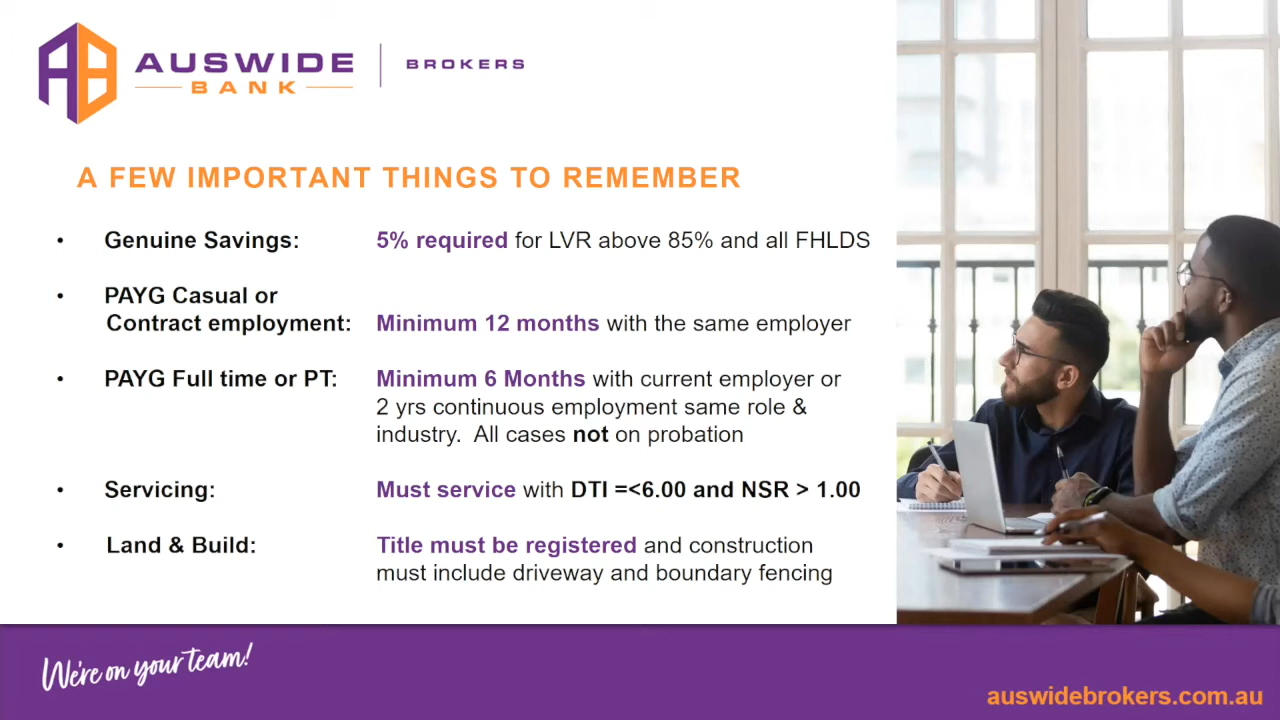 AUSWIDE
BANK
BROKERS
A FEW IMPORTANT THINGS TO REMEMBER
• Genuine Savings: 5% required for LVR above 85% and all FHLDS
• PAYG Casual or
Contract employment: Minimum 12 months with the same employer
• PAYG Full time or PT: Minimum 6 Months with current employer or
2 yrs continuous employment same role &
industry. All cases not on probation
• Servicing: Must service with DTI =<6.00 and NSR > 1.00
• Land & Build: Title must be registered and construction
must include driveway and boundary fencing
We're on your team!
auswidebrokers.com.au